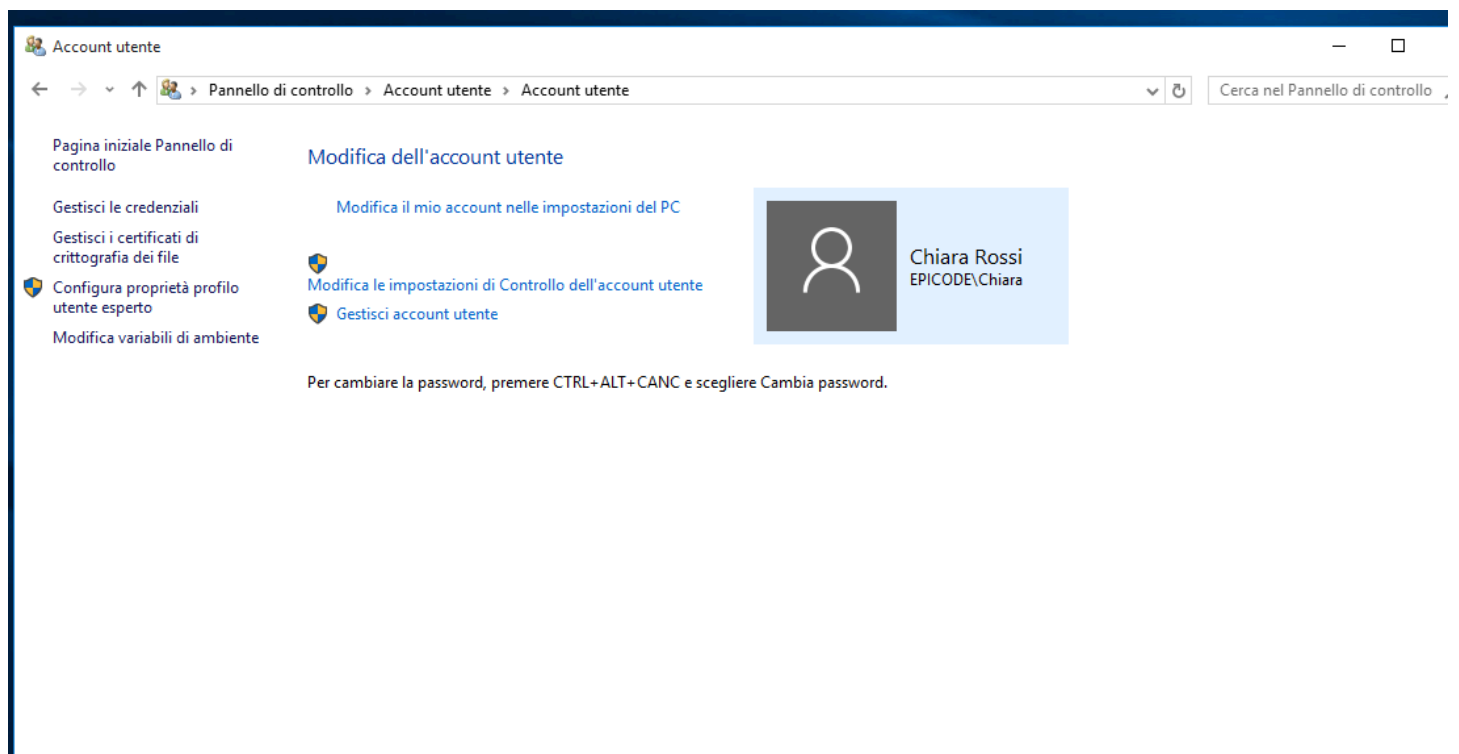 Account utente
Pannello di controllo > Account utente > Account utente
Cerca nel Pannello di controllo
Pagina iniziale Pannello di
controllo
Gestisci le credenziali
Gestisci i certificati di
crittografia dei file
Configura proprietà profilo
utente esperto
Modifica variabili di ambiente
Modifica dell'account utente
Modifica il mio account nelle impostazioni del PC
Modifica le impostazioni di Controllo dell'account utente
Gestisci account utente
Chiara Rossi
EPICODE\Chiara
Per cambiare la password, premere CTRL+ALT+CANC e scegliere Cambia password.